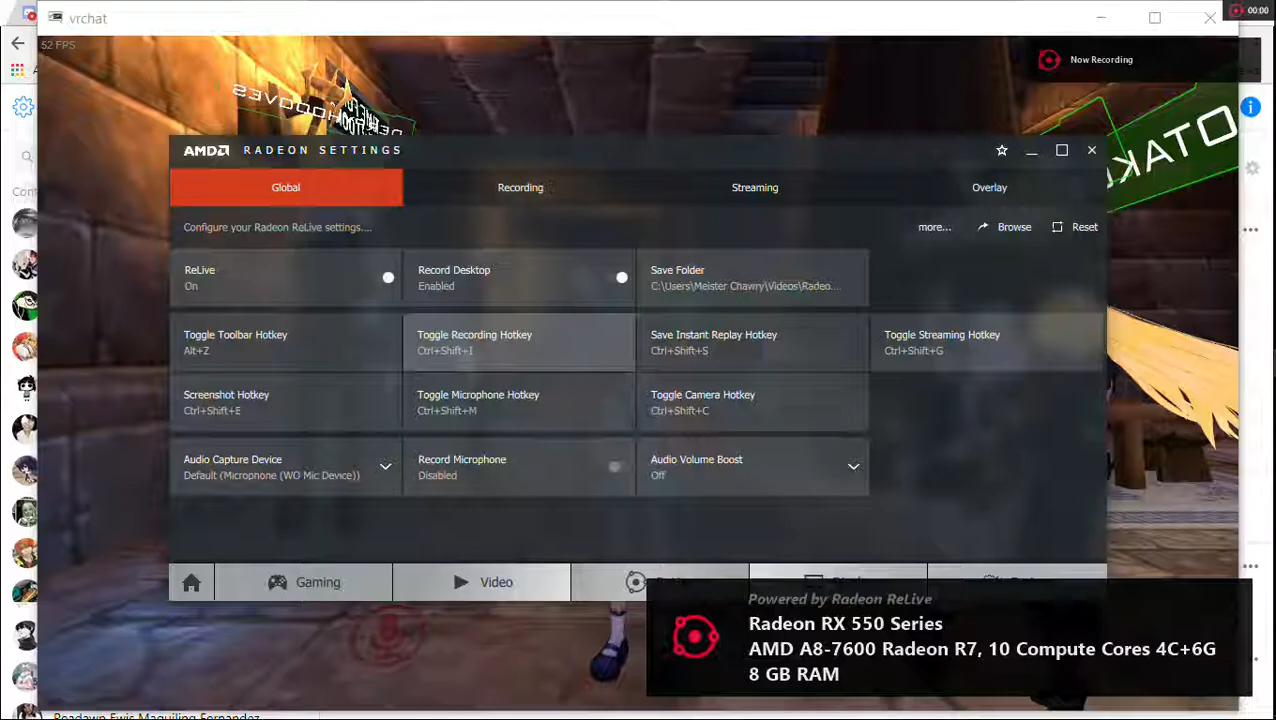 vrchat
00:00
52 FPS
Now Recording
AMD RADEON SETTINGS
Global
Recording
Streaming
Overlay
Configure your Radeon ReLive settings....
more...
Browse
Reset
ReLive
On
Record Desktop
Enabled
Save Folder
C:\Users\Meister Chavry\Videos\Radeo...
Toggle Toolbar Hotkey
Alt+Z
Toggle Recording Hotkey
Ctrl+Shift+I
Save Instant Replay Hotkey
Ctrl+Shift+S
Toggle Streaming Hotkey
Ctrl+Shift+G
Screenshot Hotkey
Ctrl+Shift+E
Toggle Microphone Hotkey
Ctrl+Shift+M
Toggle Camera Hotkey
Ctrl+Shift+C
Audio Capture Device
Default (Microphone (WO Mic Device))
Record Microphone
Disabled
Audio Volume Boost
Off
Gaming
Video
Powered by Radeon ReLive
Radeon RX 550 Series
AMD A8-7600 Radeon R7, 10 Compute Cores 4C+6G
8 GB RAM